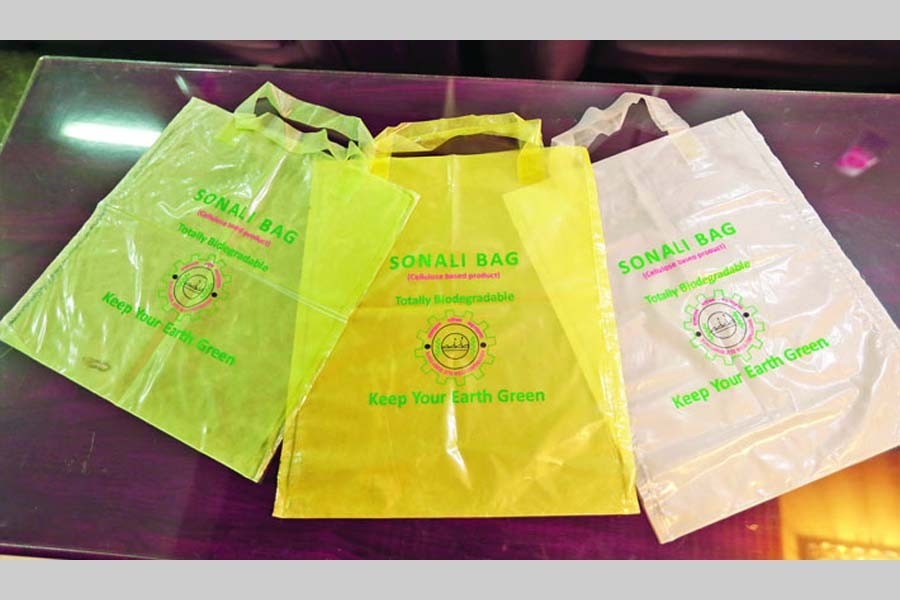 SONALI BAG
(Cellulose based product)
Totally Biodegradable
Keep Your Earth Green
SONALI BAG
(Cellulose based product)
Totally Biodegradable
Keep Your Earth Green
SONALI BAG
(Cellulose based product)
Totally Biodegradable
Keep Your Earth Green